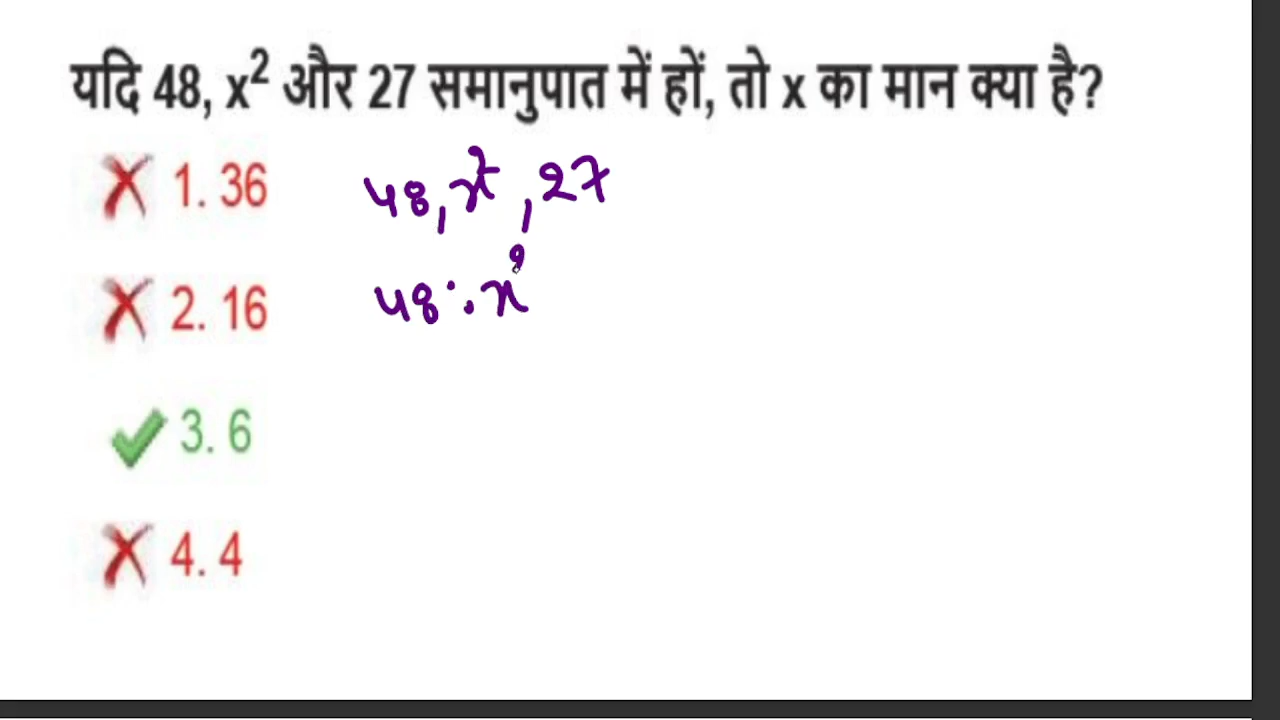 यदि 48, x² और 27 समानुपात में हों, तो x का मान क्या है?
1. 36
48, x², 27
2. 16
48 : x²
3. 6
4. 4